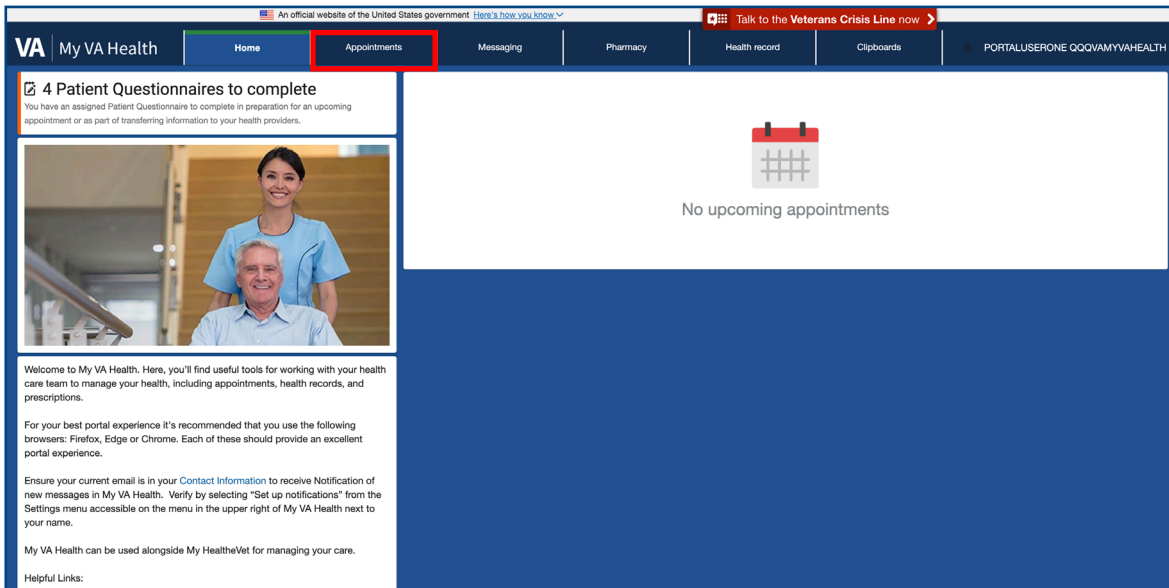 An official website of the United States government Here's how you know
Talk to the Veterans Crisis Line now
VA My VA Health
Home
Appointments
Messaging
Pharmacy
Health record
Clipboards
PORTALUSERONE QQQVAMYVAHEALTH
4 Patient Questionnaires to complete
You have an assigned Patient Questionnaire to complete in preparation for an upcoming
appointment or as part of transferring information to your health providers.
No upcoming appointments
Welcome to My VA Health. Here, you'll find useful tools for working with your health
care team to manage your health, including appointments, health records, and
prescriptions.
For your best portal experience it's recommended that you use the following
browsers: Firefox, Edge or Chrome. Each of these should provide an excellent
portal experience.
Ensure your current email is in your Contact Information to receive Notification of
new messages in My VA Health. Verify by selecting “Set up notifications” from the
Settings menu accessible on the menu in the upper right of My VA Health next to
your name.
My VA Health can be used alongside My HealtheVet for managing your care.
Helpful Links: